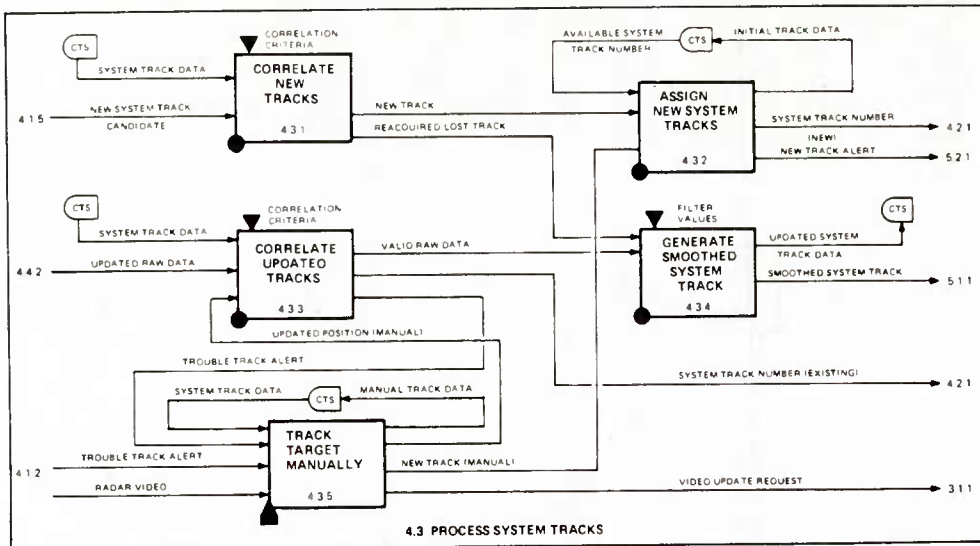 CTS
CORRELATION
CRITERIA
SYSTEM TRACK DATA
CORRELATE
NEW
TRACKS
4 3 1
4 1 5
NEW SYSTEM TRACK
CANDIDATE
NEW TRACK
REACQUIRED LOST TRACK
AVAILABLE SYSTEM
TRACK NUMBER
CTS
INITIAL TRACK DATA
ASSIGN
NEW SYSTEM
TRACKS
4 3 2
SYSTEM TRACK NUMBER
(NEW)
4 2 1
NEW TRACK ALERT
5 2 1
CTS
CORRELATION
CRITERIA
SYSTEM TRACK DATA
4 4 2
UPDATED RAW DATA
CORRELATE
UPDATED
TRACKS
4 3 3
VALID RAW DATA
FILTER
VALUES
GENERATE
SMOOTHED
SYSTEM
TRACK
4 3 4
CTS
UPDATED SYSTEM
TRACK DATA
SMOOTHED SYSTEM TRACK
5 1 1
UPDATED POSITION (MANUAL)
TROUBLE TRACK ALERT
SYSTEM TRACK NUMBER (EXISTING)
4 2 1
SYSTEM TRACK DATA
CTS
MANUAL TRACK DATA
TRACK
TARGET
MANUALLY
4 3 5
4 1 2
TROUBLE TRACK ALERT
RADAR VIDEO
NEW TRACK (MANUAL)
VIDEO UPDATE REQUEST
3 1 1
4.3 PROCESS SYSTEM TRACKS